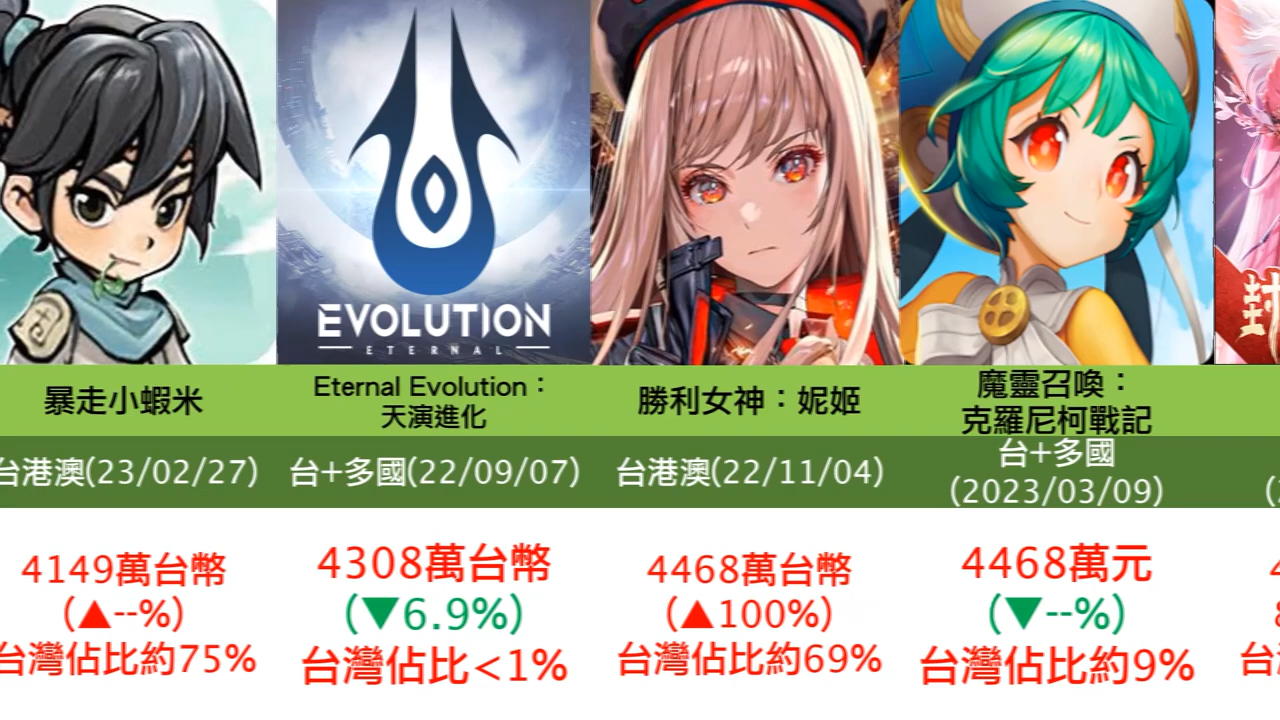 EVOLUTION
ETERNAL
封
暴走小蝦米
Eternal Evolution：
天演進化
勝利女神：妮姬
魔靈召喚：
克羅尼柯戰記
台港澳(23/02/27)
台+多國(22/09/07)
台港澳(22/11/04)
台+多國
(2023/03/09)
4149萬台幣
(▲--%)
台灣佔比約75%
4308萬台幣
(▼6.9%)
台灣佔比<1%
4468萬台幣
(▲100%)
台灣佔比約69%
4468萬元
(▼--%)
台灣佔比約9%